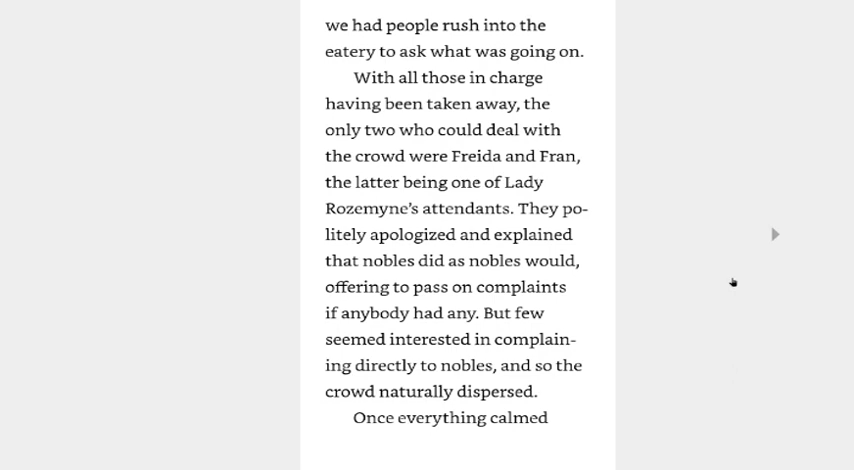 we had people rush into the
eatery to ask what was going on.
With all those in charge
having been taken away, the
only two who could deal with
the crowd were Freida and Fran,
the latter being one of Lady
Rozemyne’s attendants. They po-
litely apologized and explained
that nobles did as nobles would,
offering to pass on complaints
if anybody had any. But few
seemed interested in complain-
ing directly to nobles, and so the
crowd naturally dispersed.
Once everything calmed